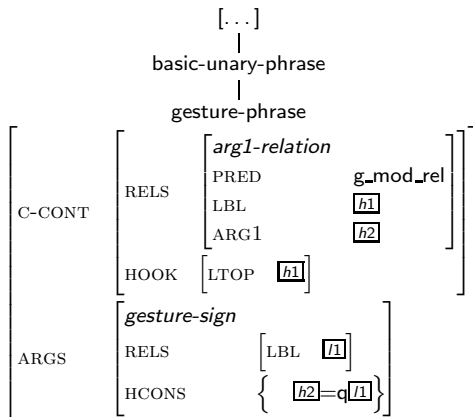 [...]
basic-unary-phrase
gesture-phrase
arg1-relation
PRED g_mod_rel
C-CONT RELS LBL h1
ARG1 h2
HOOK [LTOP h1]
gesture-sign
ARGS RELS [LBL l1]
HCONS { h2=q l1 }